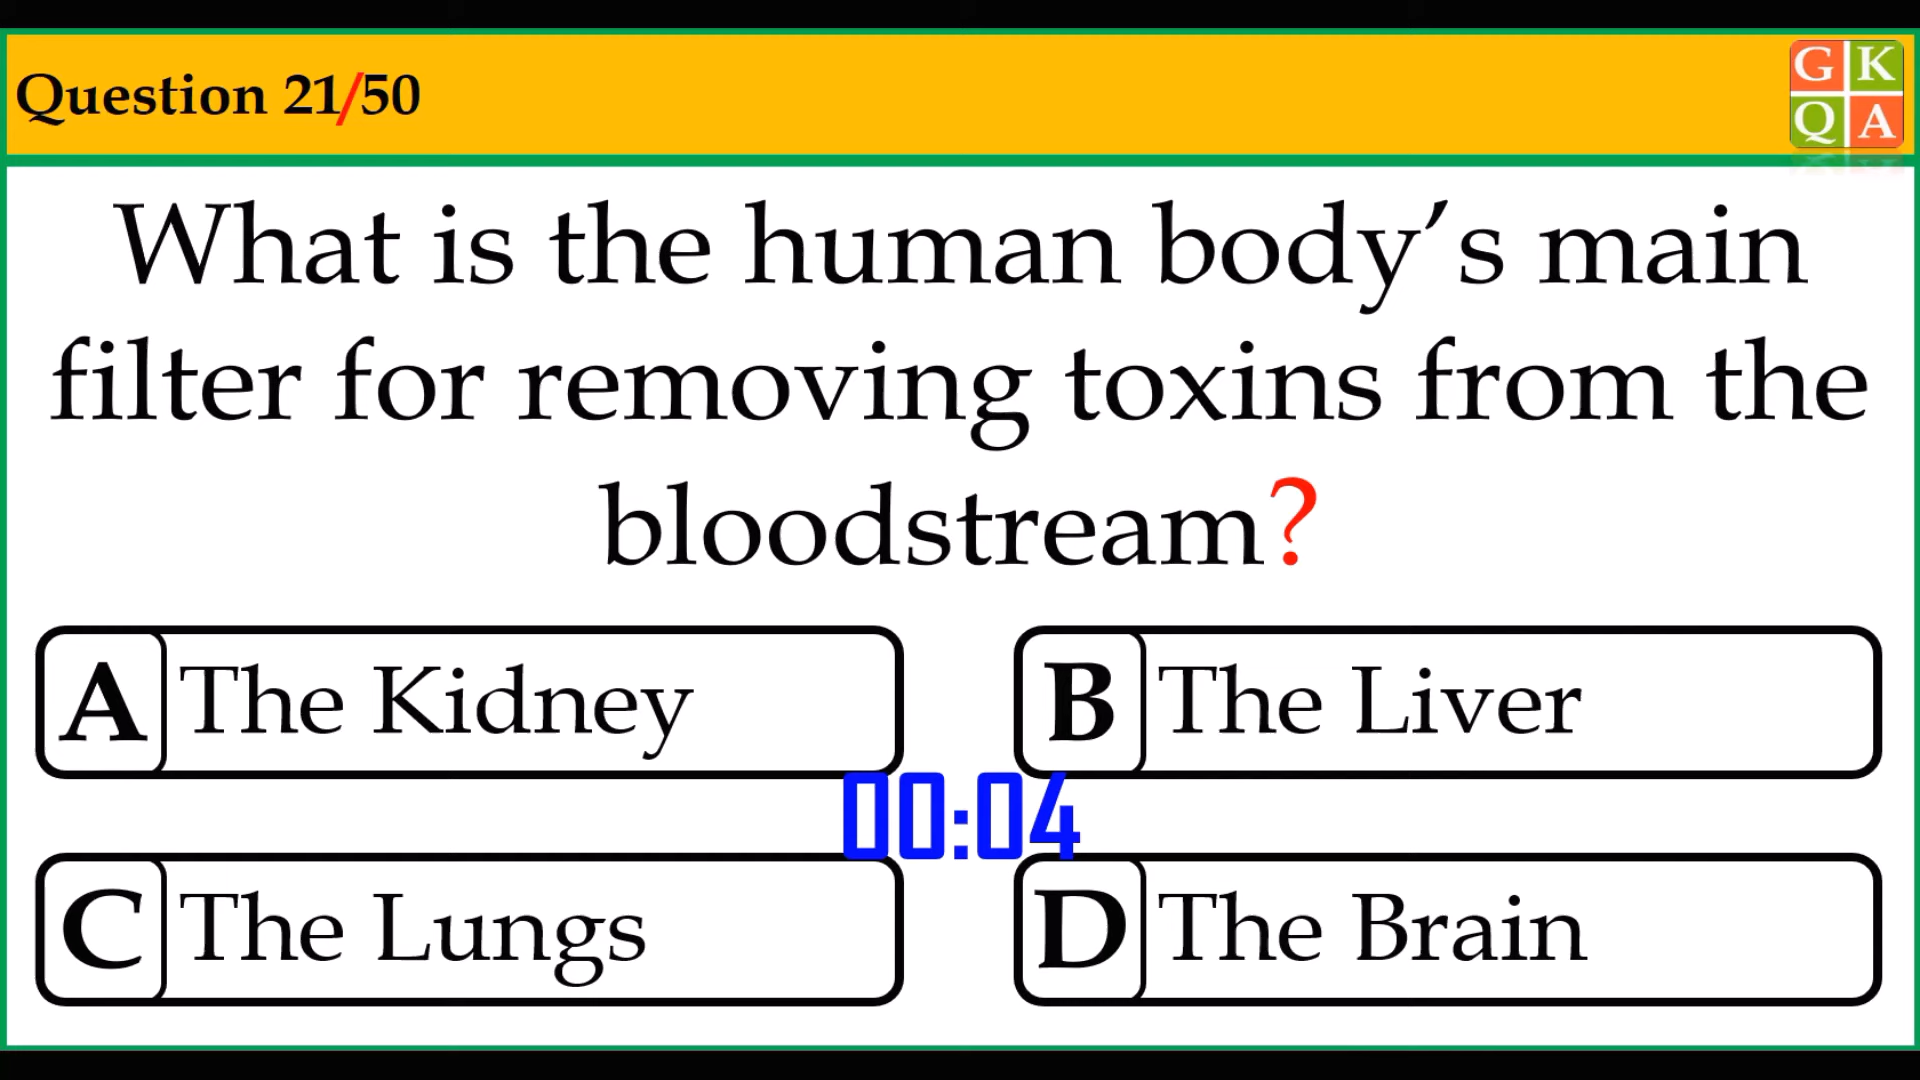 Question 21/50
G K
Q A
What is the human body’s main
filter for removing toxins from the
bloodstream?
A The Kidney
B The Liver
00:04
C The Lungs
D The Brain